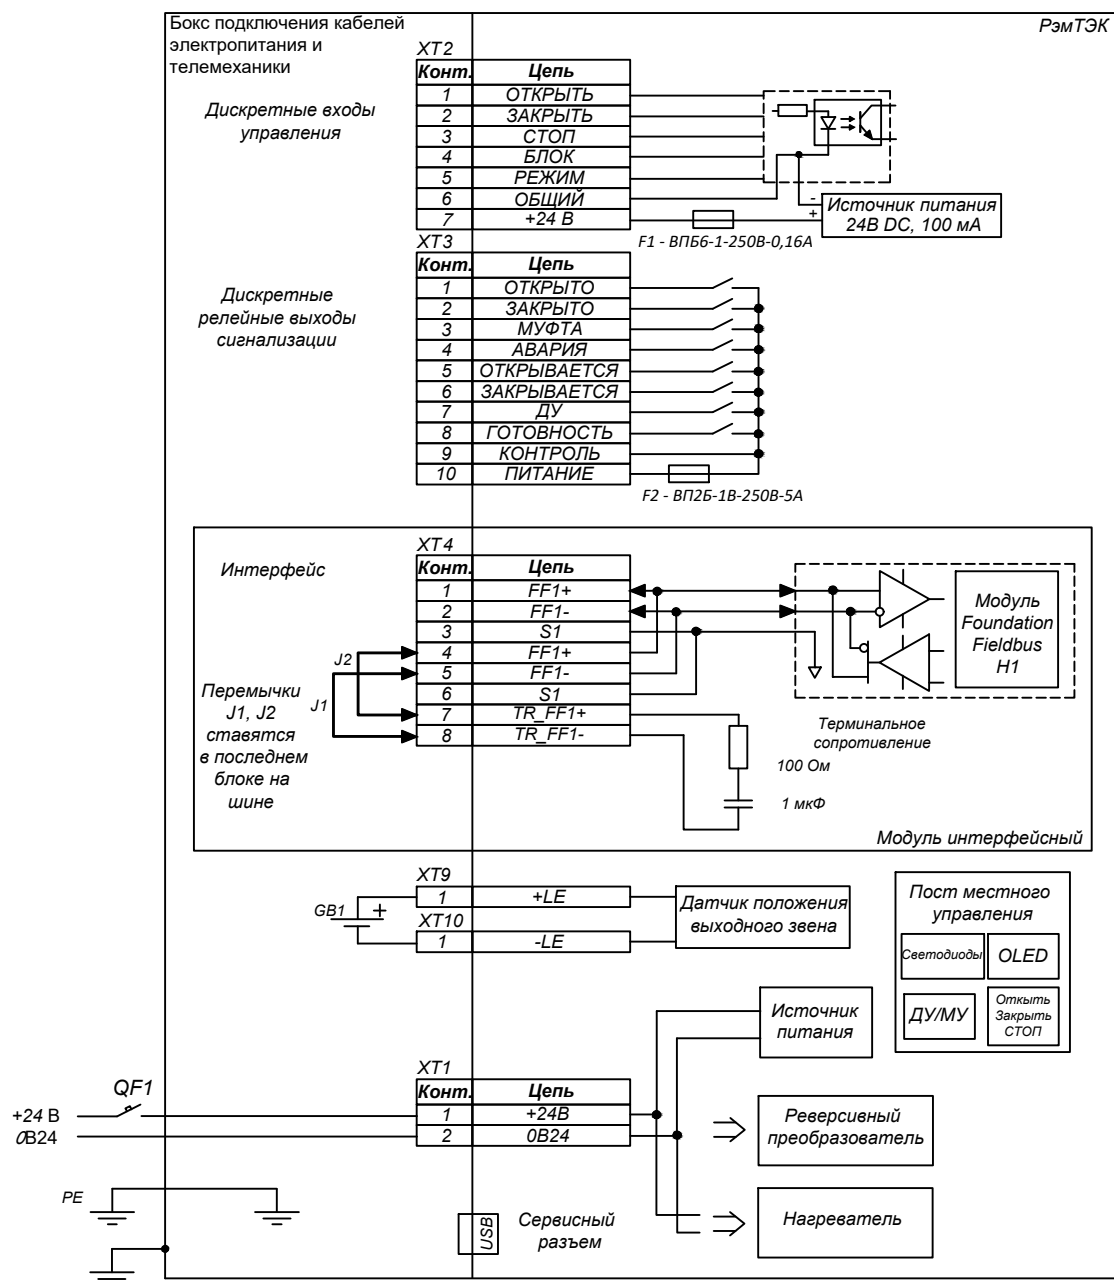 Бокс подключения кабелей
электропитания и
телемеханики
РэмТЭК
XT2
Конт. Цепь
Дискретные входы
управления
1 ОТКРЫТЬ
2 ЗАКРЫТЬ
3 СТОП
4 БЛОК
5 РЕЖИМ
6 ОБЩИЙ
7 +24 В
-
+
Источник питания
24В DC, 100 мА
F1 - ВПБ6-1-250В-0,16А
XT3
Конт. Цепь
Дискретные
релейные выходы
сигнализации
1 ОТКРЫТО
2 ЗАКРЫТО
3 МУФТА
4 АВАРИЯ
5 ОТКРЫВАЕТСЯ
6 ЗАКРЫВАЕТСЯ
7 ДУ
8 ГОТОВНОСТЬ
9 КОНТРОЛЬ
10 ПИТАНИЕ
F2 - ВП2Б-1В-250В-5А
XT4
Интерфейс
Конт. Цепь
1 FF1+
2 FF1-
3 S1
4 FF1+
5 FF1-
6 S1
7 TR_FF1+
8 TR_FF1-
J2
J1
Перемычки
J1, J2
ставятся
в последнем
блоке на
шине
Модуль
Foundation
Fieldbus
H1
Терминальное
сопротивление
100 Ом
1 мкФ
Модуль интерфейсный
XT9
1 +LE
GB1
+
XT10
1 -LE
Датчик положения
выходного звена
Пост местного
управления
Светодиоды
OLED
ДУ/МУ
Откыть
Закрыть
СТОП
Источник
питания
XT1
Конт. Цепь
1 +24В
2 0В24
QF1
+24 В
0В24
Реверсивный
преобразователь
PE
USB
Сервисный
разъем
Нагреватель